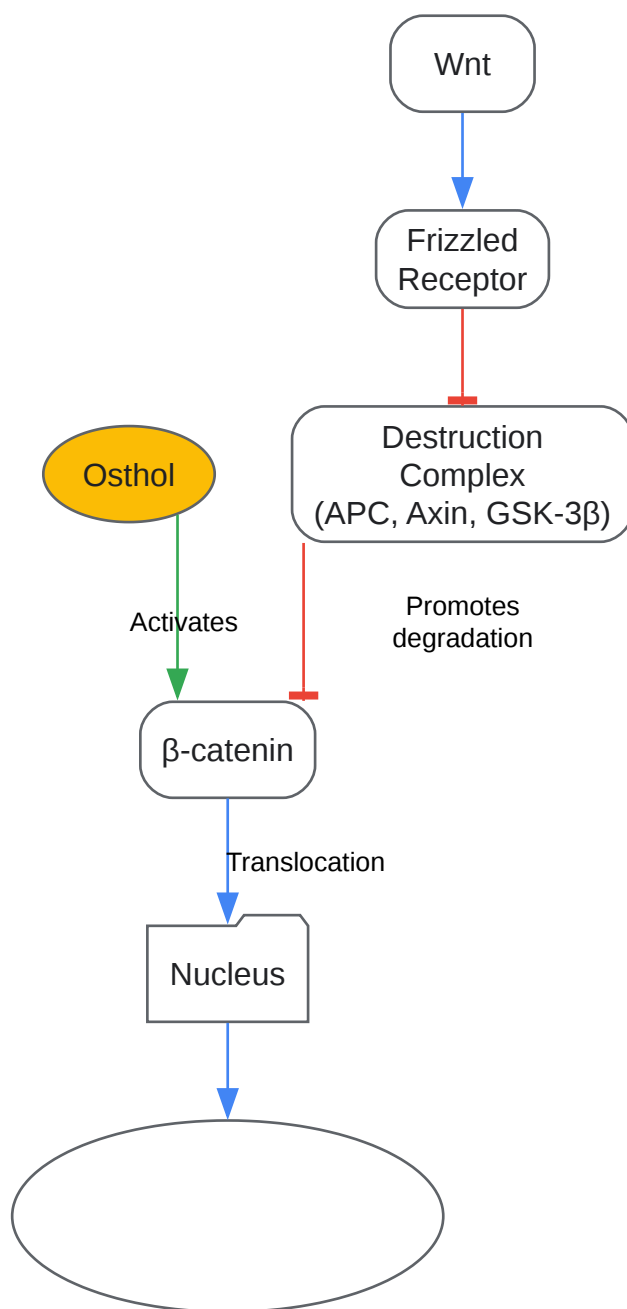 Wnt
Frizzled
Receptor
Destruction
Complex
(APC, Axin, GSK-3β)
Osthol
Activates
Promotes
degradation
β-catenin
Translocation
Nucleus